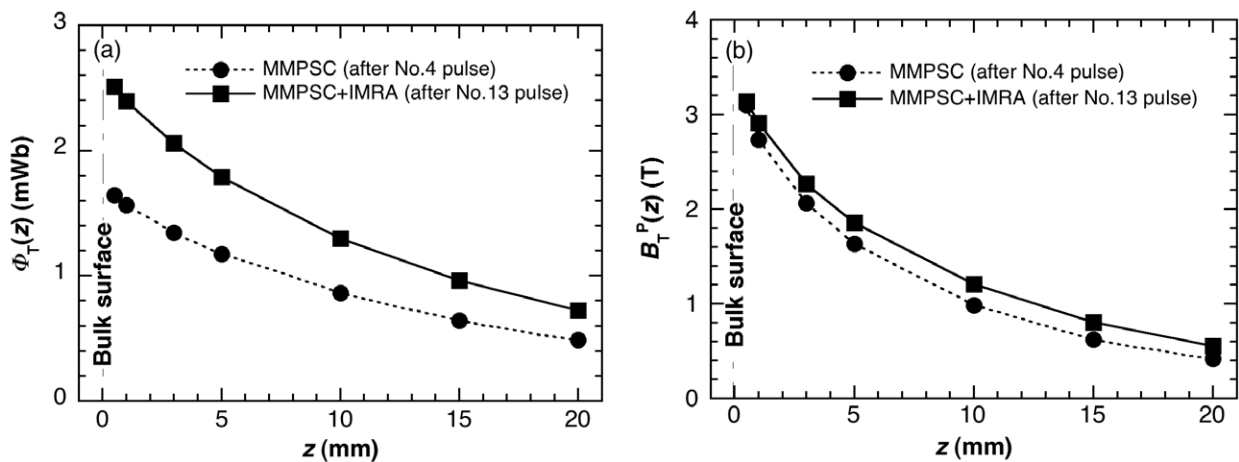 (a)
MMPSC (after No.4 pulse)
MMPSC+IMRA (after No.13 pulse)
Φ_T(z) (mWb)
3
2
1
0
Bulk surface
0 5 10 15 20
z (mm)
(b)
MMPSC (after No.4 pulse)
MMPSC+IMRA (after No.13 pulse)
B_T^P(z) (T)
4
3
2
1
0
Bulk surface
0 5 10 15 20
z (mm)